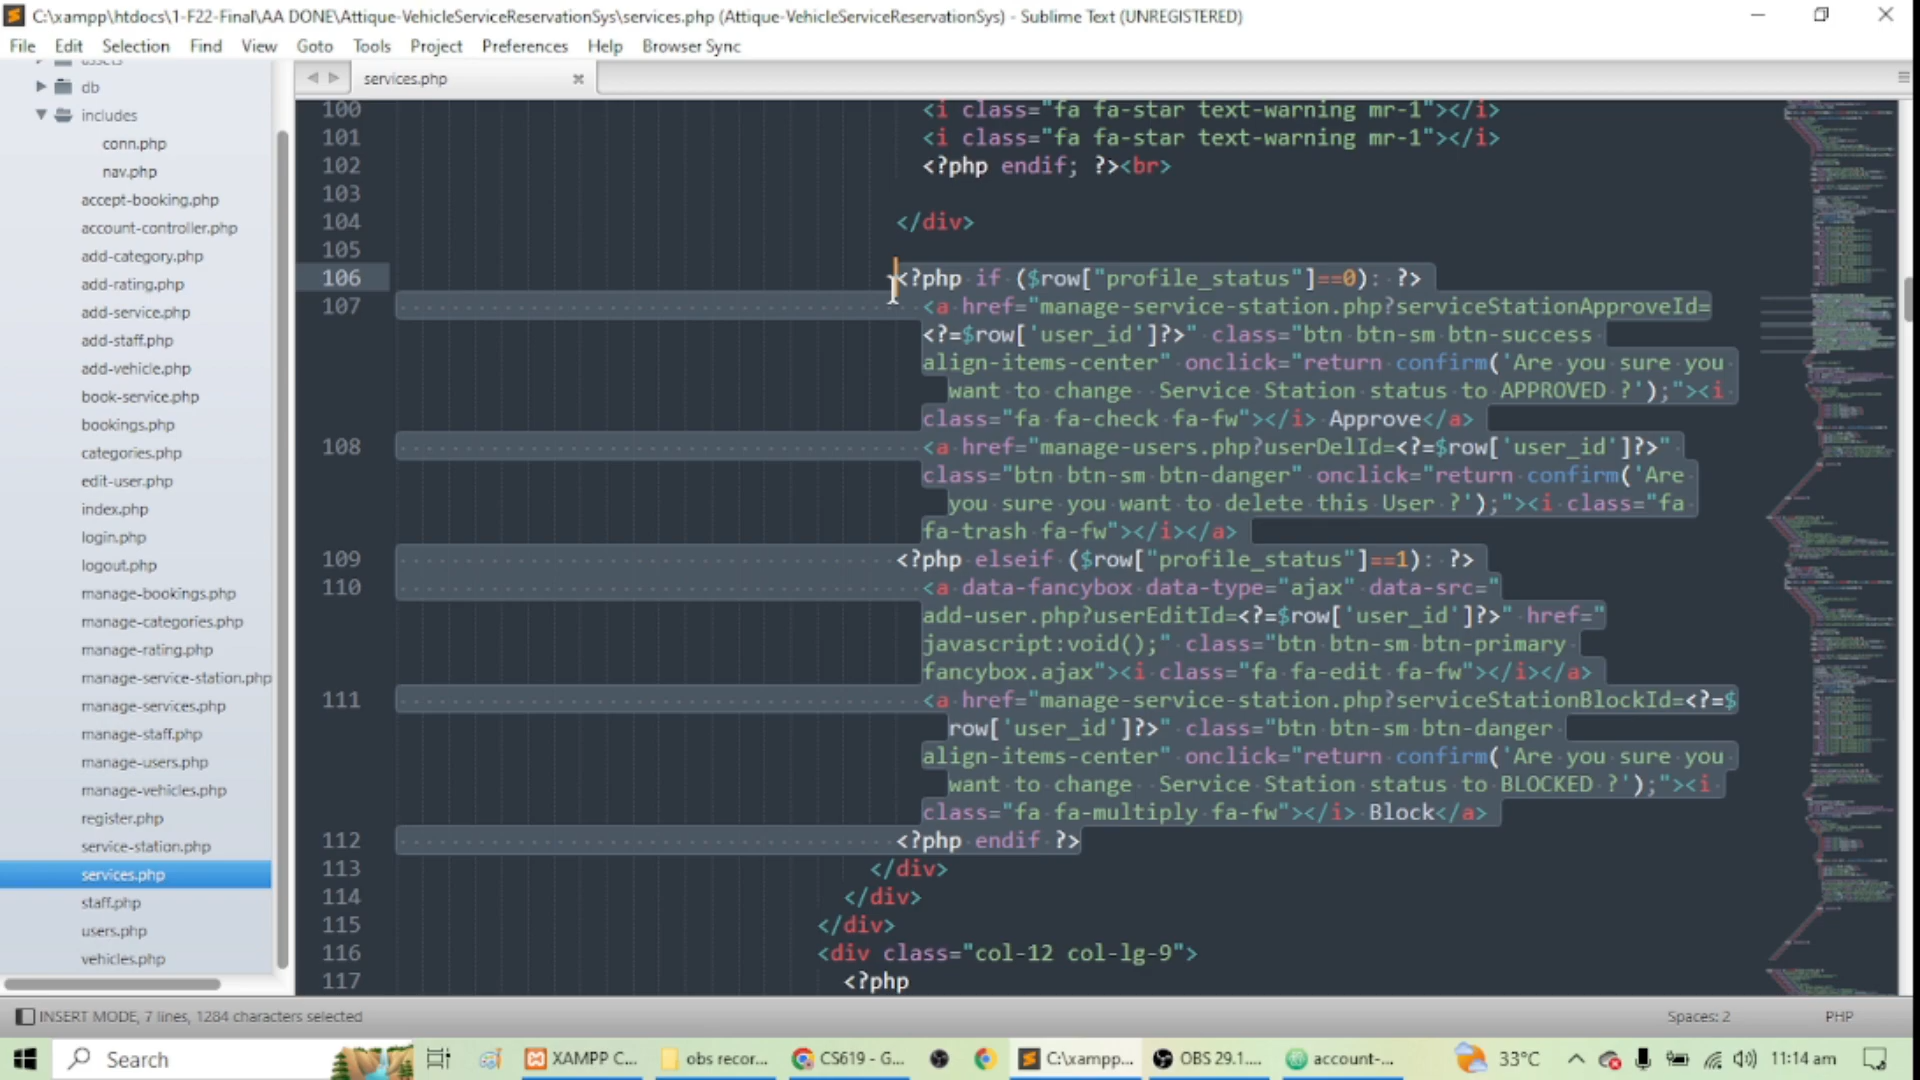 C:\xampp\htdocs\1-F22-Final\AA DONE\Attique-VehicleServiceReservationSys\services.php (Attique-VehicleServiceReservationSys) - Sublime Text (UNREGISTERED)
File Edit Selection Find View Goto Tools Project Preferences Help Browser Sync
assets
db
includes
conn.php
nav.php
accept-booking.php
account-controller.php
add-category.php
add-rating.php
add-service.php
add-staff.php
add-vehicle.php
book-service.php
bookings.php
categories.php
edit-user.php
index.php
login.php
logout.php
manage-bookings.php
manage-categories.php
manage-rating.php
manage-service-station.php
manage-services.php
manage-staff.php
manage-users.php
manage-vehicles.php
register.php
service-station.php
services.php
staff.php
users.php
vehicles.php
services.php
100 <i class="fa fa-star text-warning mr-1"></i>
101 <i class="fa fa-star text-warning mr-1"></i>
102 <?php endif; ?><br>
103
104 </div>
105
106 <?php if ($row["profile_status"]==0): ?>
107 <a href="manage-service-station.php?serviceStationApproveId=
<?=$row['user_id']?>" class="btn btn-sm btn-success
align-items-center" onclick="return confirm('Are you sure you
want to change  Service Station status to APPROVED ?');"><i
class="fa fa-check fa-fw"></i> Approve</a>
108 <a href="manage-users.php?userDelId=<?=$row['user_id']?>"
class="btn btn-sm btn-danger" onclick="return confirm('Are
you sure you want to delete this User ?');"><i class="fa
fa-trash fa-fw"></i></a>
109 <?php elseif ($row["profile_status"]==1): ?>
110 <a data-fancybox data-type="ajax" data-src="
add-user.php?userEditId=<?=$row['user_id']?>" href="
javascript:void();" class="btn btn-sm btn-primary
fancybox.ajax"><i class="fa fa-edit fa-fw"></i></a>
111 <a href="manage-service-station.php?serviceStationBlockId=<?=$
row['user_id']?>" class="btn btn-sm btn-danger
align-items-center" onclick="return confirm('Are you sure you
want to change  Service Station status to BLOCKED ?');"><i
class="fa fa-multiply fa-fw"></i> Block</a>
112 <?php endif ?>
113 </div>
114 </div>
115 </div>
116 <div class="col-12 col-lg-9">
117 <?php
INSERT MODE, 7 lines, 1284 characters selected
Spaces: 2 PHP
Search XAMPP C... obs recor... CS619 - G... C:\xampp... OBS 29.1.... account-... 33°C 11:14 am